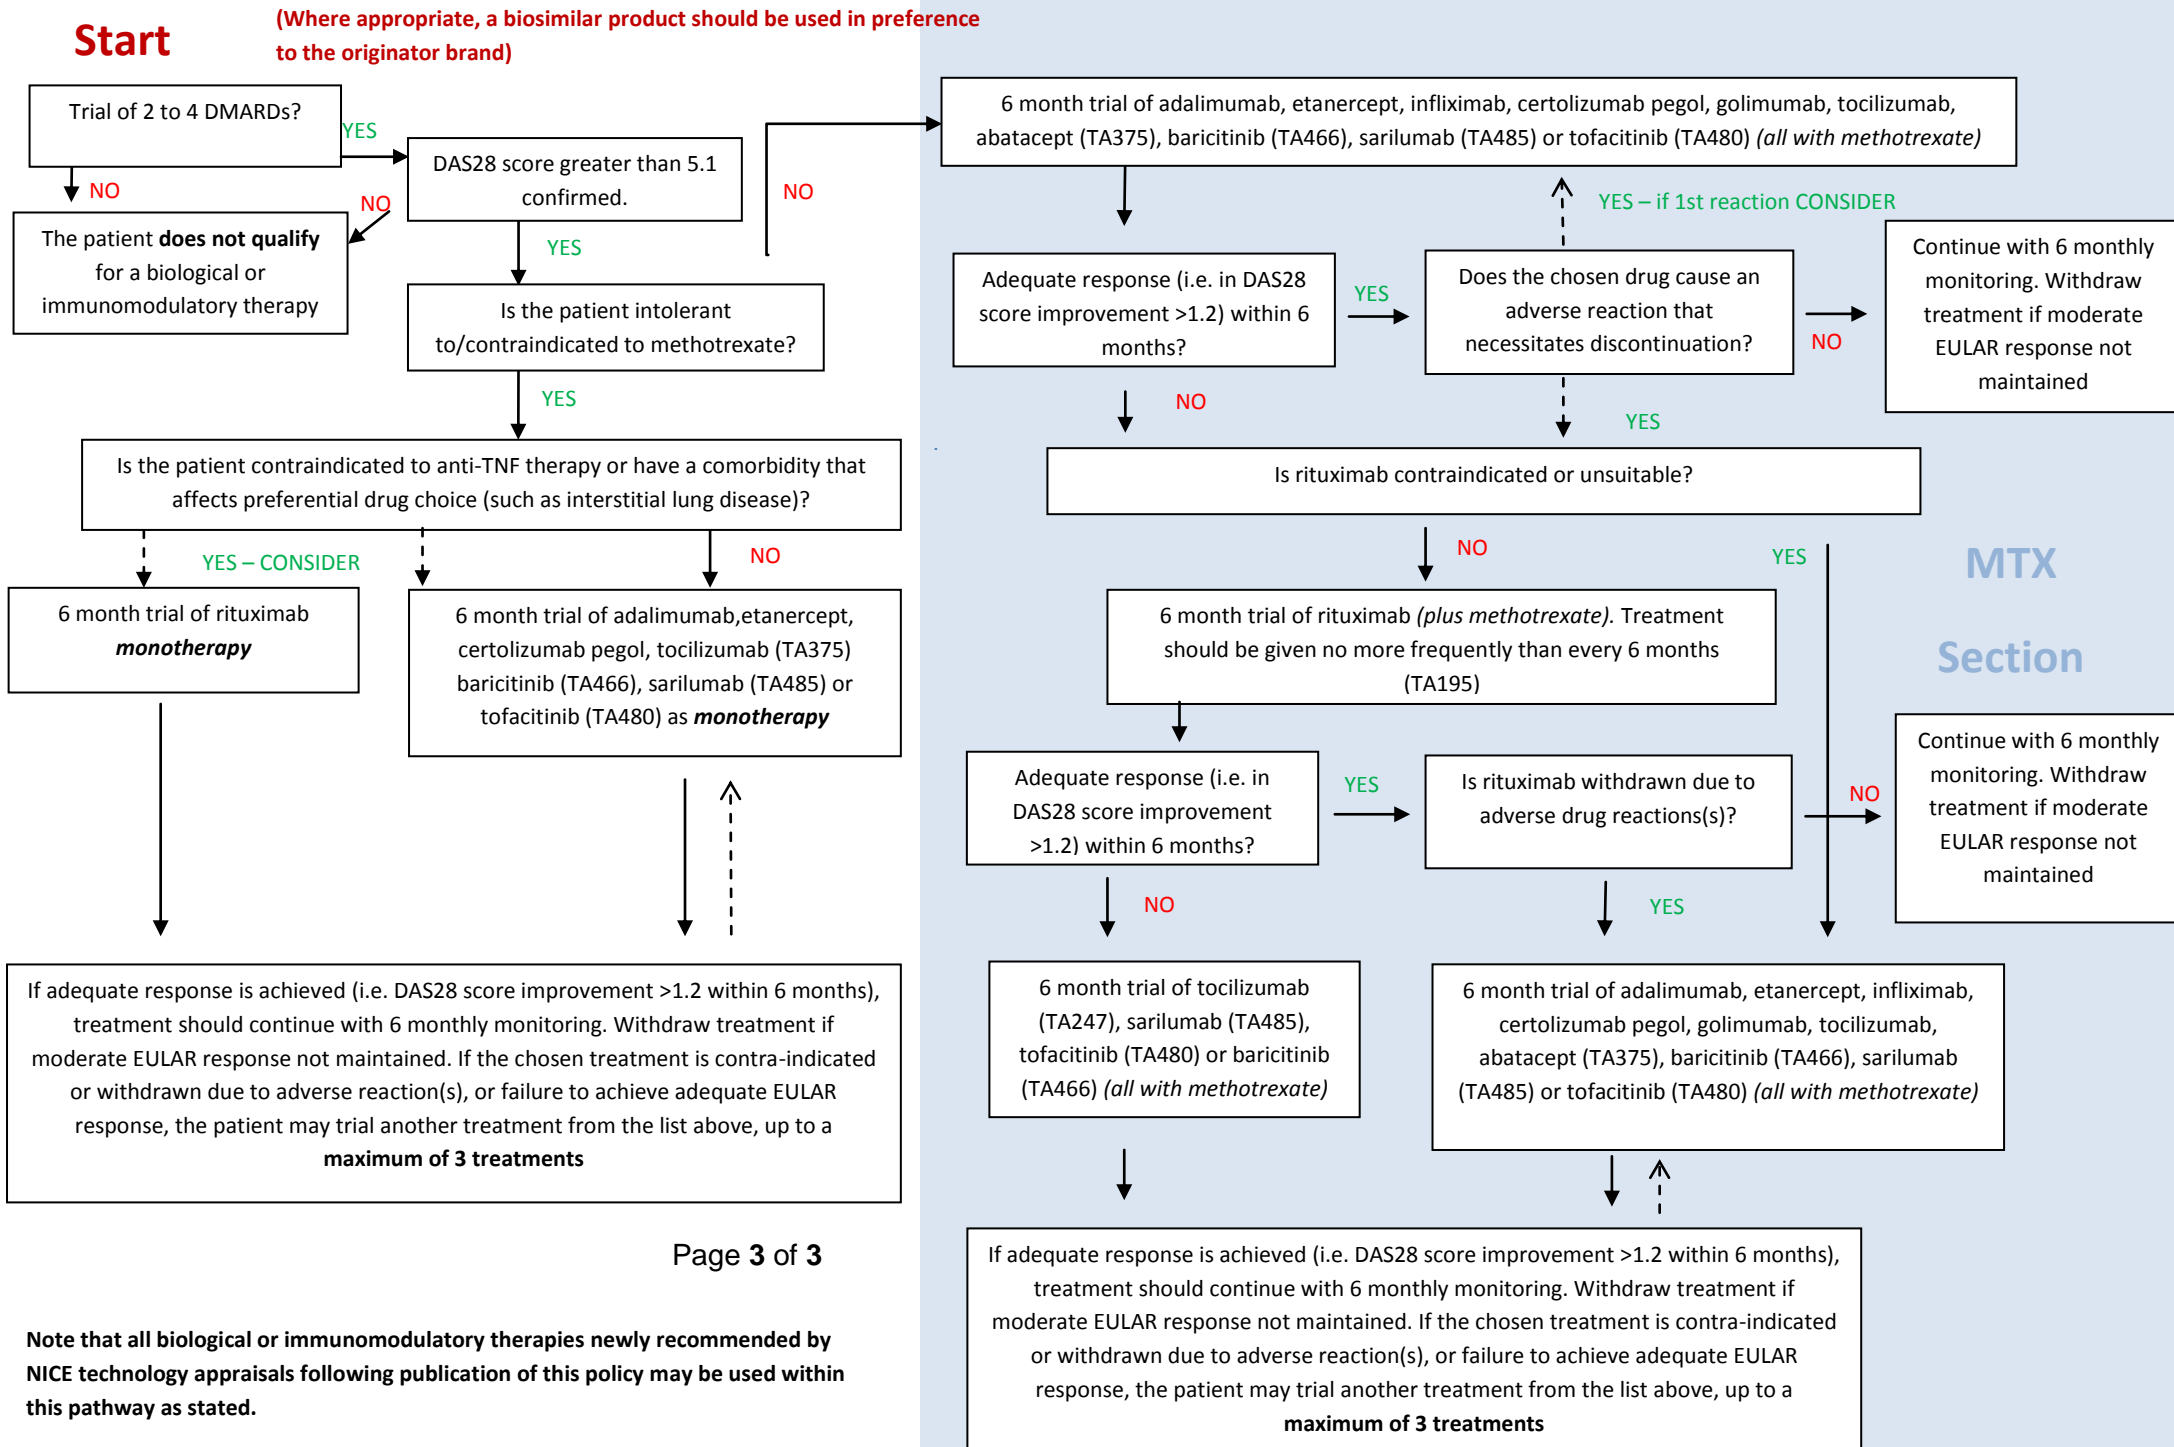 Start
(Where appropriate, a biosimilar product should be used in preference
to the originator brand)
Trial of 2 to 4 DMARDs?
YES
NO
DAS28 score greater than 5.1
confirmed.
NO
The patient does not qualify
for a biological or
immunomodulatory therapy
YES
Is the patient intolerant
to/contraindicated to methotrexate?
NO
YES
Is the patient contraindicated to anti-TNF therapy or have a comorbidity that
affects preferential drug choice (such as interstitial lung disease)?
YES – CONSIDER
NO
6 month trial of rituximab
monotherapy
6 month trial of adalimumab,etanercept,
certolizumab pegol, tocilizumab (TA375)
baricitinib (TA466), sarilumab (TA485) or
tofacitinib (TA480) as monotherapy
If adequate response is achieved (i.e. DAS28 score improvement >1.2 within 6 months),
treatment should continue with 6 monthly monitoring. Withdraw treatment if
moderate EULAR response not maintained. If the chosen treatment is contra-indicated
or withdrawn due to adverse reaction(s), or failure to achieve adequate EULAR
response, the patient may trial another treatment from the list above, up to a
maximum of 3 treatments
Page 3 of 3
Note that all biological or immunomodulatory therapies newly recommended by
NICE technology appraisals following publication of this policy may be used within
this pathway as stated.
6 month trial of adalimumab, etanercept, infliximab, certolizumab pegol, golimumab, tocilizumab,
abatacept (TA375), baricitinib (TA466), sarilumab (TA485) or tofacitinib (TA480) (all with methotrexate)
YES – if 1st reaction CONSIDER
Adequate response (i.e. in DAS28
score improvement >1.2) within 6
months?
YES
Does the chosen drug cause an
adverse reaction that
necessitates discontinuation?
NO
Continue with 6 monthly
monitoring. Withdraw
treatment if moderate
EULAR response not
maintained
NO
YES
Is rituximab contraindicated or unsuitable?
NO
YES
MTX
Section
6 month trial of rituximab (plus methotrexate). Treatment
should be given no more frequently than every 6 months
(TA195)
Adequate response (i.e. in
DAS28 score improvement
>1.2) within 6 months?
YES
Is rituximab withdrawn due to
adverse drug reactions(s)?
NO
Continue with 6 monthly
monitoring. Withdraw
treatment if moderate
EULAR response not
maintained
NO
YES
6 month trial of tocilizumab
(TA247), sarilumab (TA485),
tofacitinib (TA480) or baricitinib
(TA466) (all with methotrexate)
6 month trial of adalimumab, etanercept, infliximab,
certolizumab pegol, golimumab, tocilizumab,
abatacept (TA375), baricitinib (TA466), sarilumab
(TA485) or tofacitinib (TA480) (all with methotrexate)
If adequate response is achieved (i.e. DAS28 score improvement >1.2 within 6 months),
treatment should continue with 6 monthly monitoring. Withdraw treatment if
moderate EULAR response not maintained. If the chosen treatment is contra-indicated
or withdrawn due to adverse reaction(s), or failure to achieve adequate EULAR
response, the patient may trial another treatment from the list above, up to a
maximum of 3 treatments